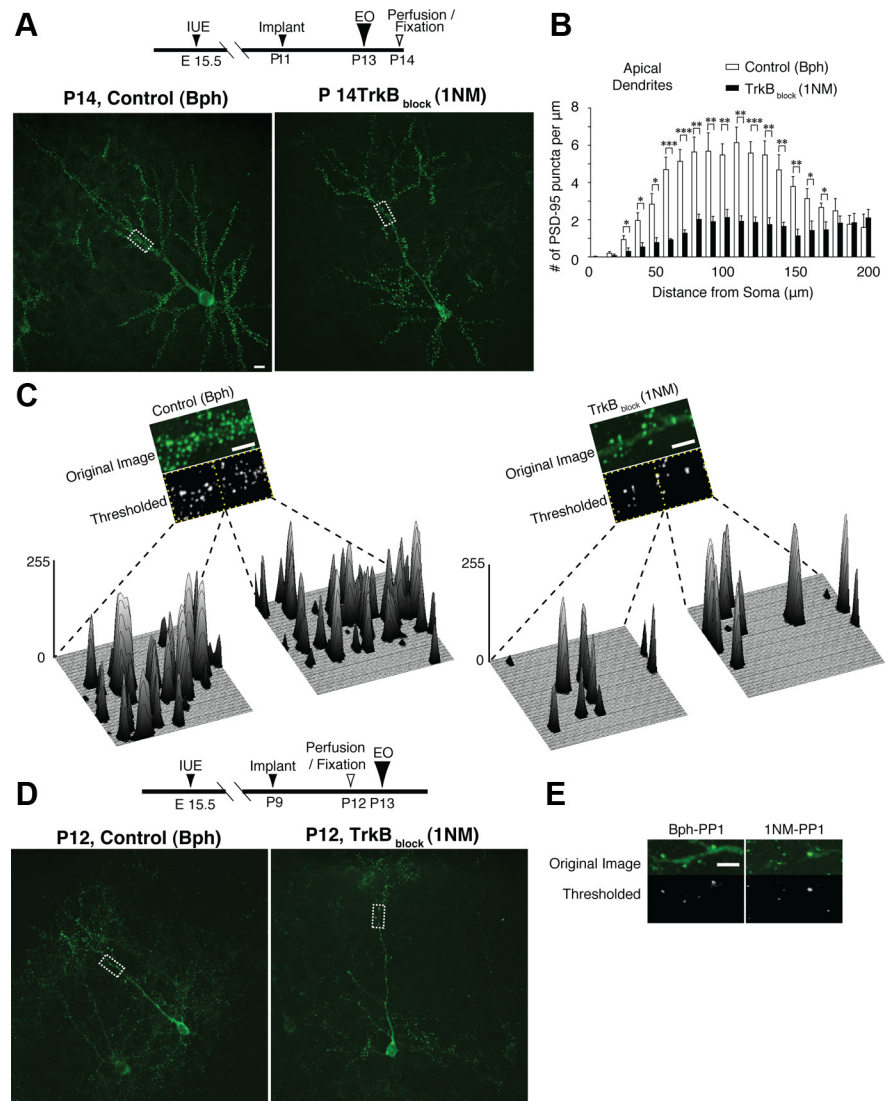 A
IUE
Implant
EO
Perfusion /
Fixation
E 15.5
P11
P13
P14
P14, Control (Bph)
P 14TrkB block (1NM)
B
Apical
Dendrites
Control (Bph)
TrkB block (1NM)
# of PSD-95 puncta per µm
8
6
4
2
0
* * * *** *** ** ** ** ** *** ** ** ** * *
0
50
100
150
200
Distance from Soma (µm)
C
Control (Bph)
Original Image
Thresholded
255
0
TrkB block (1NM)
Original Image
Thresholded
255
0
D
IUE
Implant
Perfusion
/ Fixation
EO
E 15.5
P9
P12
P13
P12, Control (Bph)
P12, TrkB block (1NM)
E
Bph-PP1
1NM-PP1
Original Image
Thresholded